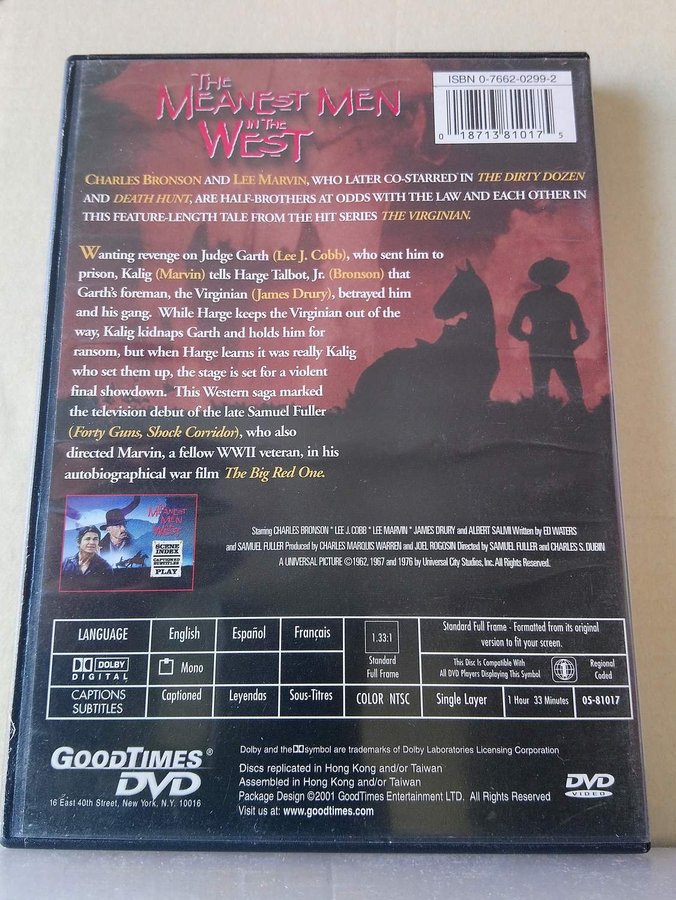 THE
MEANEST MEN
IN THE
WEST
ISBN 0-7662-0299-2
0 18713 81017 5
CHARLES BRONSON AND LEE MARVIN, WHO LATER CO-STARRED IN THE DIRTY DOZEN
AND DEATH HUNT, ARE HALF-BROTHERS AT ODDS WITH THE LAW AND EACH OTHER IN
THIS FEATURE-LENGTH TALE FROM THE HIT SERIES THE VIRGINIAN.
Wanting revenge on Judge Garth (Lee J. Cobb), who sent him to
prison, Kalig (Marvin) tells Harge Talbot, Jr. (Bronson) that
Garth's foreman, the Virginian (James Drury), betrayed him
and his gang. While Harge keeps the Virginian out of the
way, Kalig kidnaps Garth and holds him for
ransom, but when Harge learns it was really Kalig
who set them up, the stage is set for a violent
final showdown. This Western saga marked
the television debut of the late Samuel Fuller
(Forty Guns, Shock Corridor), who also
directed Marvin, a fellow WWII veteran, in his
autobiographical war film The Big Red One.
THE
MEANEST
MEN IN THE
WEST
SCENE
INDEX
CAPTIONED
SUBTITLES
PLAY
Starring CHARLES BRONSON * LEE J. COBB * LEE MARVIN * JAMES DRURY and ALBERT SALMI Written by ED WATERS
and SAMUEL FULLER Produced by CHARLES MARQUIS WARREN and JOEL ROGOSIN Directed by SAMUEL FULLER and CHARLES S. DUBIN
A UNIVERSAL PICTURE ©1962, 1967 and 1976 by Universal City Studios, Inc. All Rights Reserved.
LANGUAGE English Español Français
1.33:1
Standard
Full Frame
Standard Full Frame - Formatted from its original
version to fit your screen.
DOLBY
DIGITAL
Mono
This Disc Is Compatible With
All DVD Players Displaying This Symbol
1
Regional
Coded
CAPTIONS
SUBTITLES
Captioned Leyendas Sous-Titres COLOR NTSC Single Layer 1 Hour 33 Minutes 05-81017
GOODTIMES®
DVD
16 East 40th Street, New York, N.Y. 10016
Dolby and the symbol are trademarks of Dolby Laboratories Licensing Corporation
Discs replicated in Hong Kong and/or Taiwan
Assembled in Hong Kong and/or Taiwan
Package Design ©2001 GoodTimes Entertainment LTD. All Rights Reserved
Visit us at: www.goodtimes.com
DVD
VIDEO